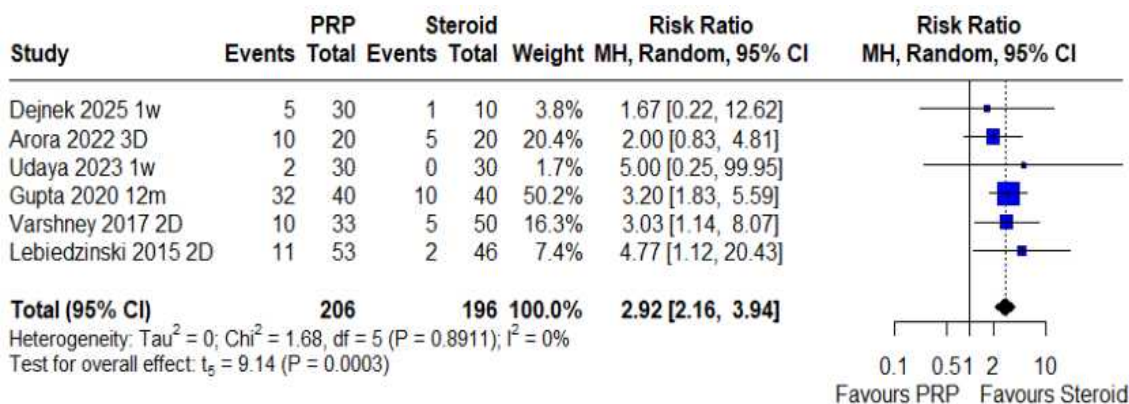 PRP Steroid Risk Ratio Risk Ratio
Study Events Total Events Total Weight MH, Random, 95% CI MH, Random, 95% CI
Dejnek 2025 1w 5 30 1 10 3.8% 1.67 [0.22, 12.62]
Arora 2022 3D 10 20 5 20 20.4% 2.00 [0.83, 4.81]
Udaya 2023 1w 2 30 0 30 1.7% 5.00 [0.25, 99.95]
Gupta 2020 12m 32 40 10 40 50.2% 3.20 [1.83, 5.59]
Varshney 2017 2D 10 33 5 50 16.3% 3.03 [1.14, 8.07]
Lebiedzinski 2015 2D 11 53 2 46 7.4% 4.77 [1.12, 20.43]
Total (95% CI) 206 196 100.0% 2.92 [2.16, 3.94]
Heterogeneity: Tau² = 0; Chi² = 1.68, df = 5 (P = 0.8911); I² = 0%
Test for overall effect: t₅ = 9.14 (P = 0.0003)
0.1 0.5 1 2 10
Favours PRP Favours Steroid